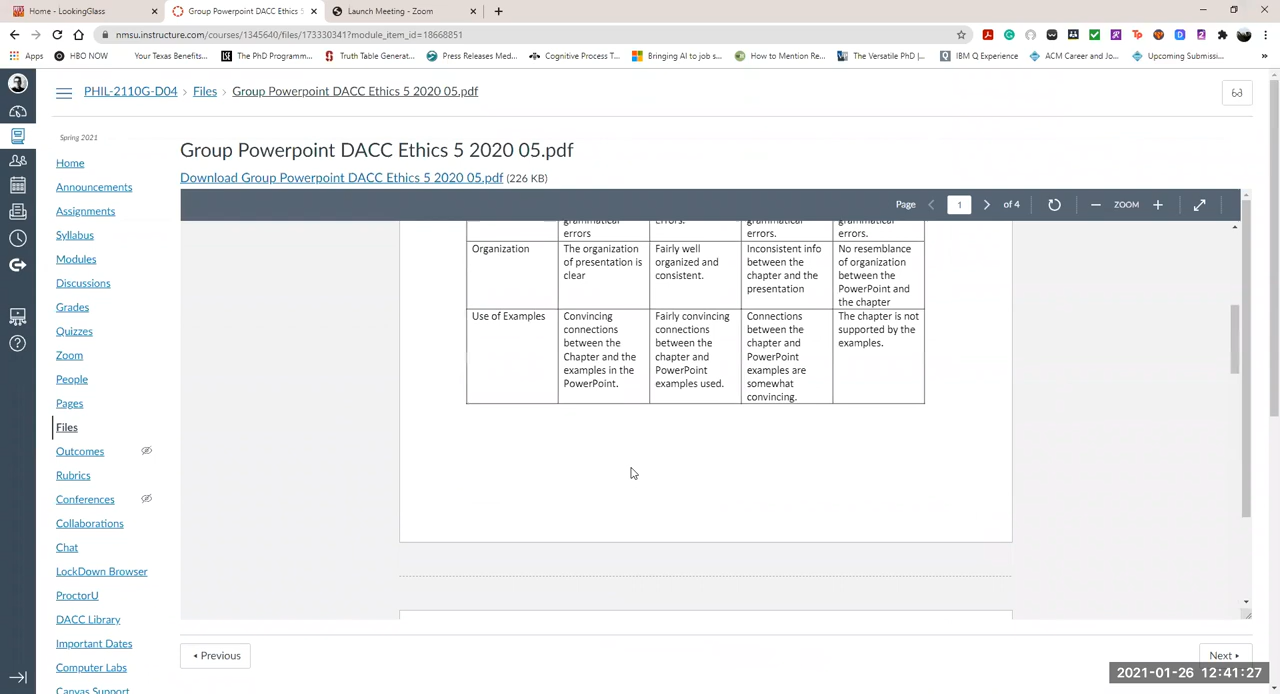 Home - LookingGlass
Group Powerpoint DACC Ethics 5
Launch Meeting - Zoom
nmsu.instructure.com/courses/1345640/files/173330341?module_item_id=18668851
Apps
HBO NOW
Your Texas Benefits...
The PhD Programm...
Truth Table Generat...
Press Releases Med...
Cognitive Process T...
Bringing AI to job s...
How to Mention Re...
The Versatile PhD |...
IBM Q Experience
ACM Career and Jo...
Upcoming Submissi...
PHIL-2110G-D04 > Files > Group Powerpoint DACC Ethics 5 2020 05.pdf
Spring 2021
Home
Announcements
Assignments
Syllabus
Modules
Discussions
Grades
Quizzes
Zoom
People
Pages
Files
Outcomes
Rubrics
Conferences
Collaborations
Chat
LockDown Browser
ProctorU
DACC Library
Important Dates
Computer Labs
Canvas Support
Group Powerpoint DACC Ethics 5 2020 05.pdf
Download Group Powerpoint DACC Ethics 5 2020 05.pdf (226 KB)
Page 1 of 4 ZOOM
grammatical
errors
Errors.
grammatical
errors.
grammatical
errors.
Organization
The organization
of presentation is
clear
Fairly well
organized and
consistent.
Inconsistent info
between the
chapter and the
presentation
No resemblance
of organization
between the
PowerPoint and
the chapter
Use of Examples
Convincing
connections
between the
Chapter and the
examples in the
PowerPoint.
Fairly convincing
connections
between the
chapter and
PowerPoint
examples used.
Connections
between the
chapter and
PowerPoint
examples are
somewhat
convincing.
The chapter is not
supported by the
examples.
Previous
Next
2021-01-26 12:41:27